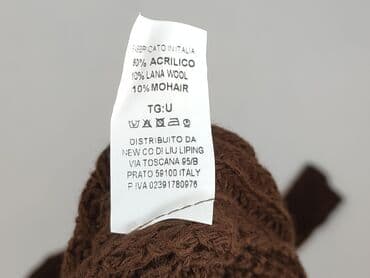 FABBRICATO IN ITALIA
80% ACRILICO
10% LANA WOOL
10% MOHAIR
TG:U
DISTRIBUITO DA
NEW CO DI LIU LIPING
VIA TOSCANA 95/B
PRATO 59100 ITALY
P. IVA 02391780976